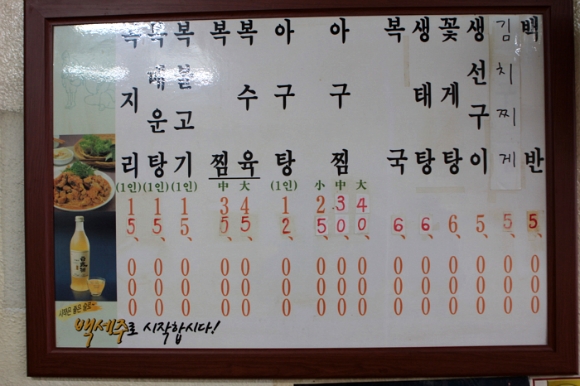 복지리 (1인) 15,000
복매운탕 (1인) 15,000
복불고기 (1인) 15,000
복찜 中 35,000
복수육 大 45,000
아구탕 (1인) 12,000
아구찜 小 25,000 中 30,000 大 40,000
복국 6,000
생태탕 6,000
꽃게탕 6,000
생선구이 5,000
김치찌게 5,000
백반 5,000
백세주로 시작합시다!